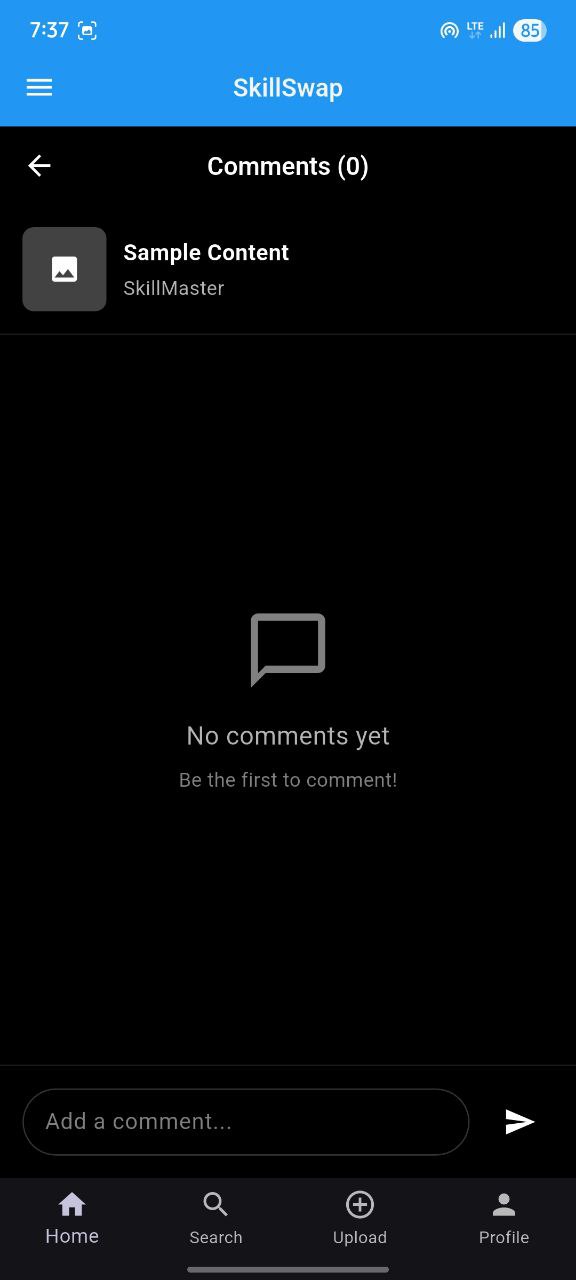 7:37 LTE 85
SkillSwap
Comments (0)
Sample Content
SkillMaster
No comments yet
Be the first to comment!
Add a comment...
Home Search Upload Profile